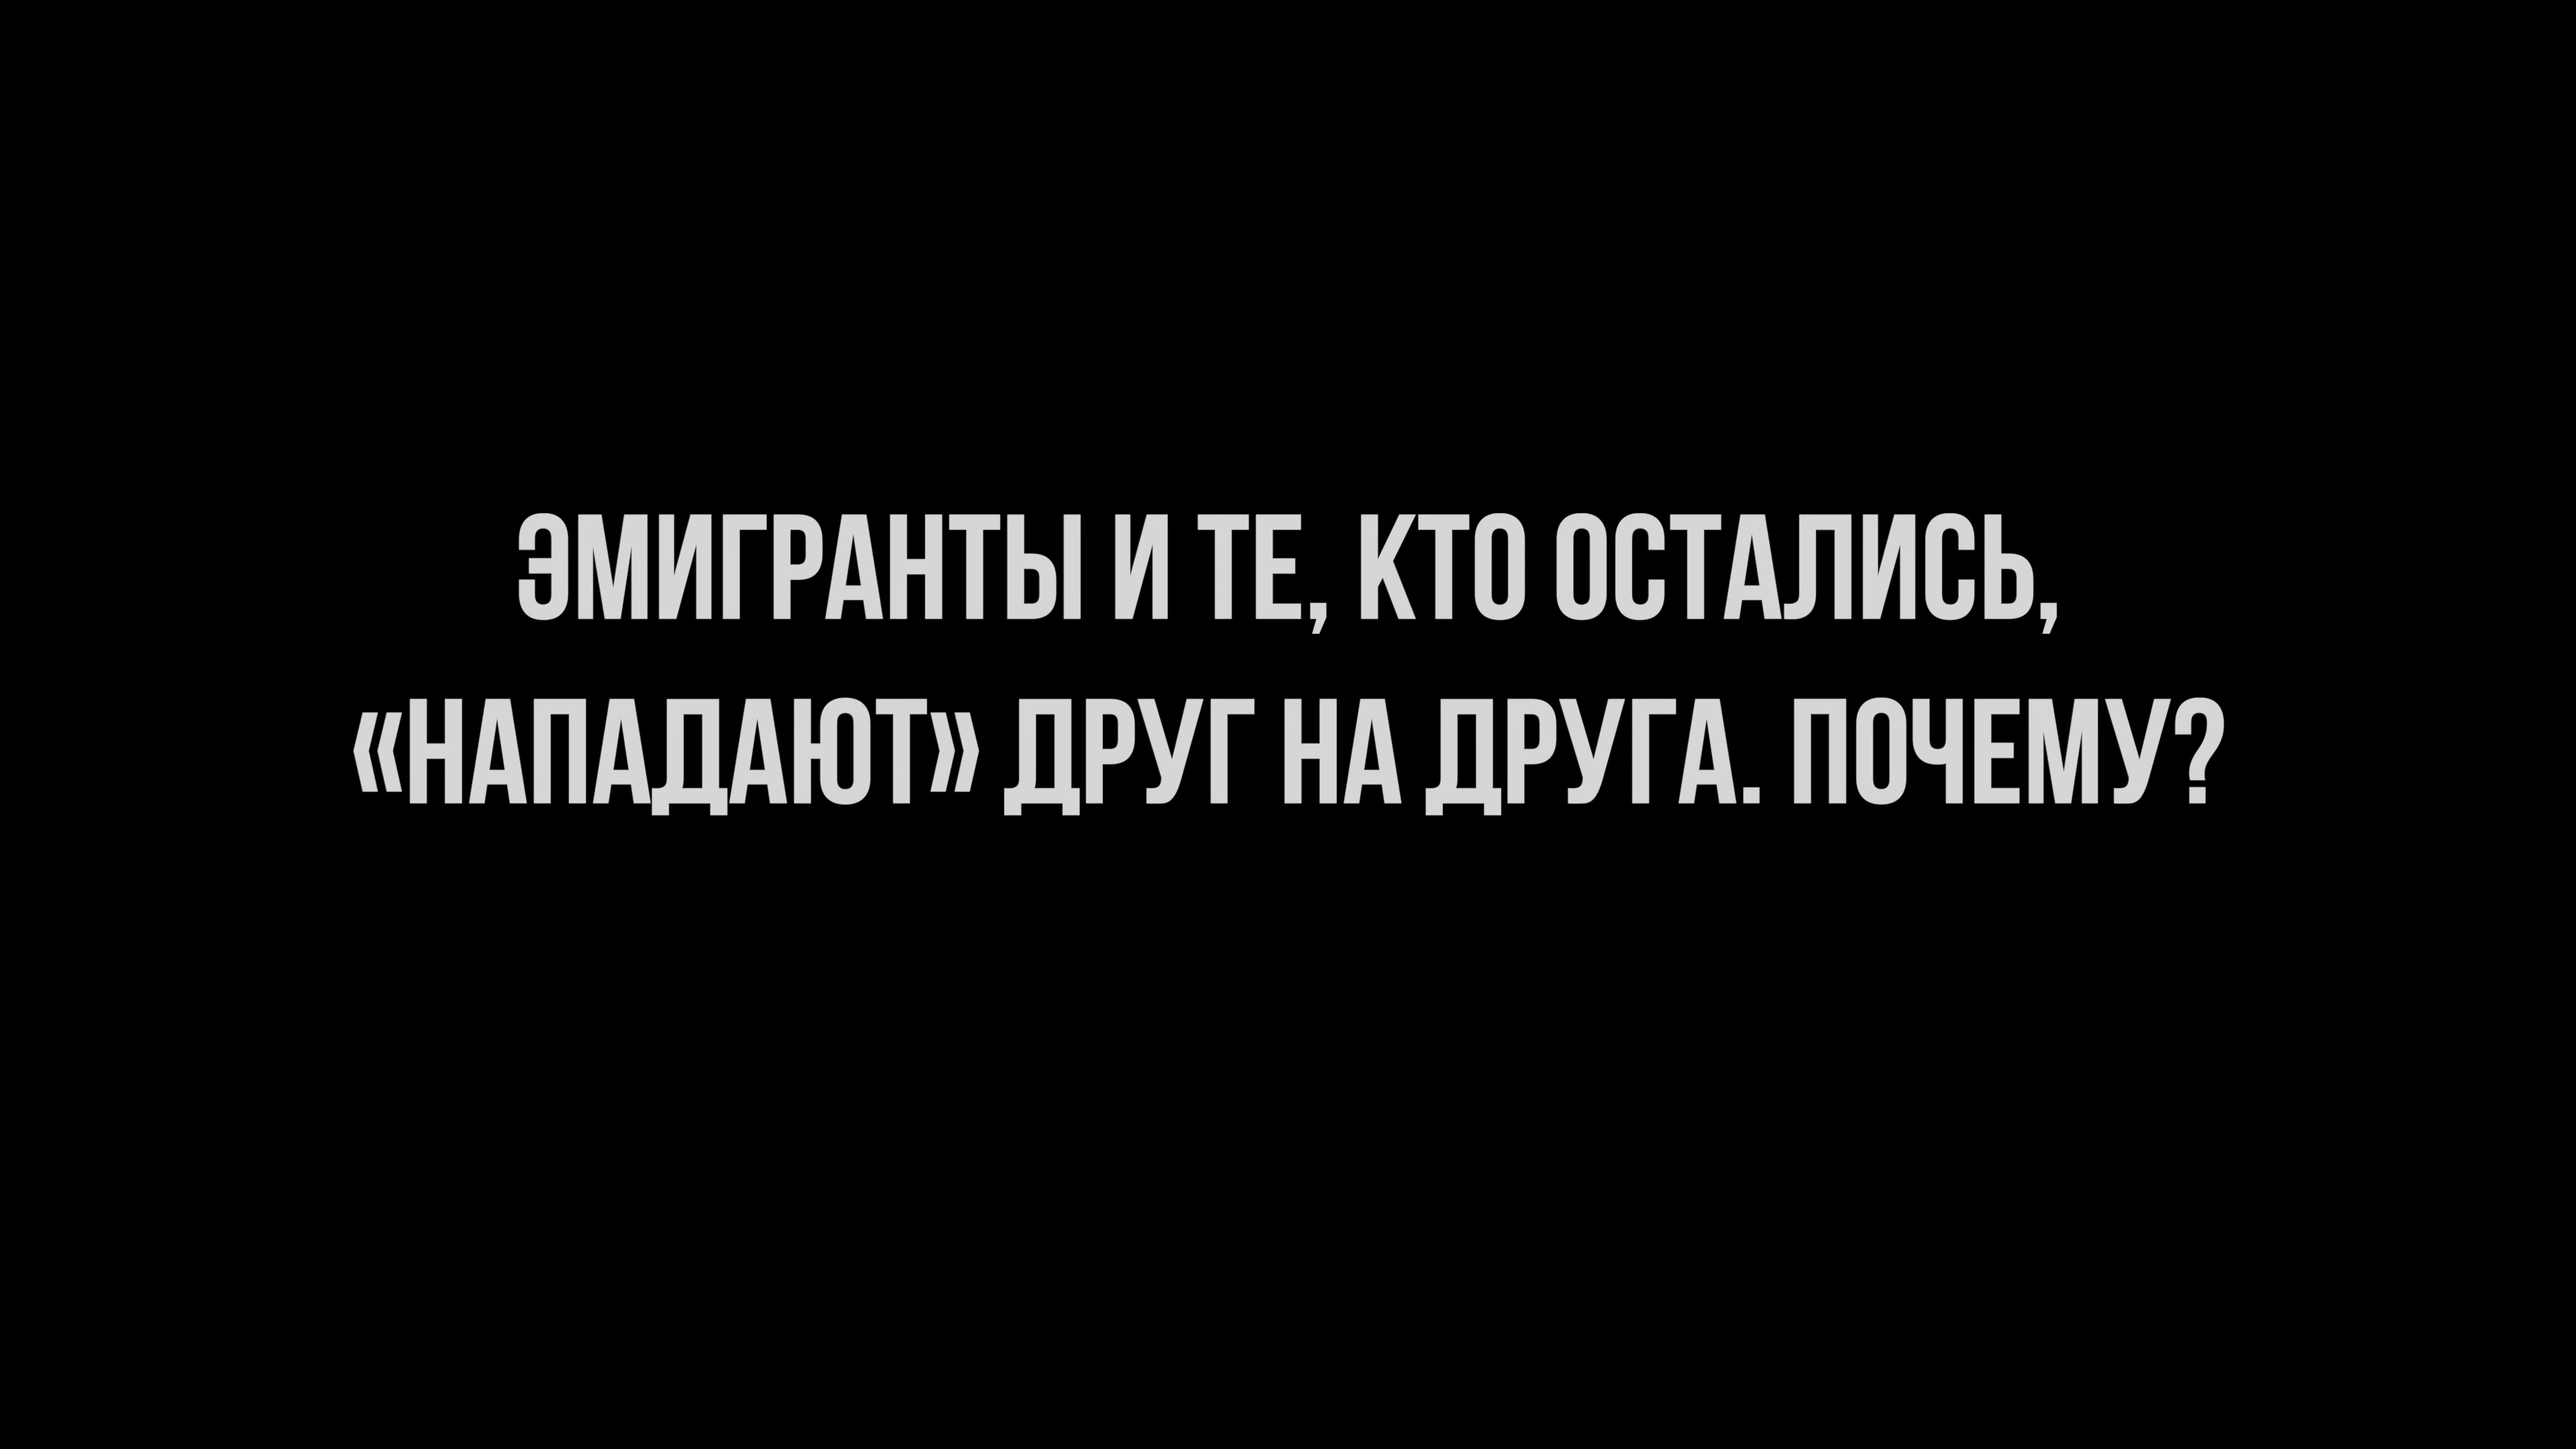 ЭМИГРАНТЫ И ТЕ, КТО ОСТАЛИСЬ,
«НАПАДАЮТ» ДРУГ НА ДРУГА. ПОЧЕМУ?